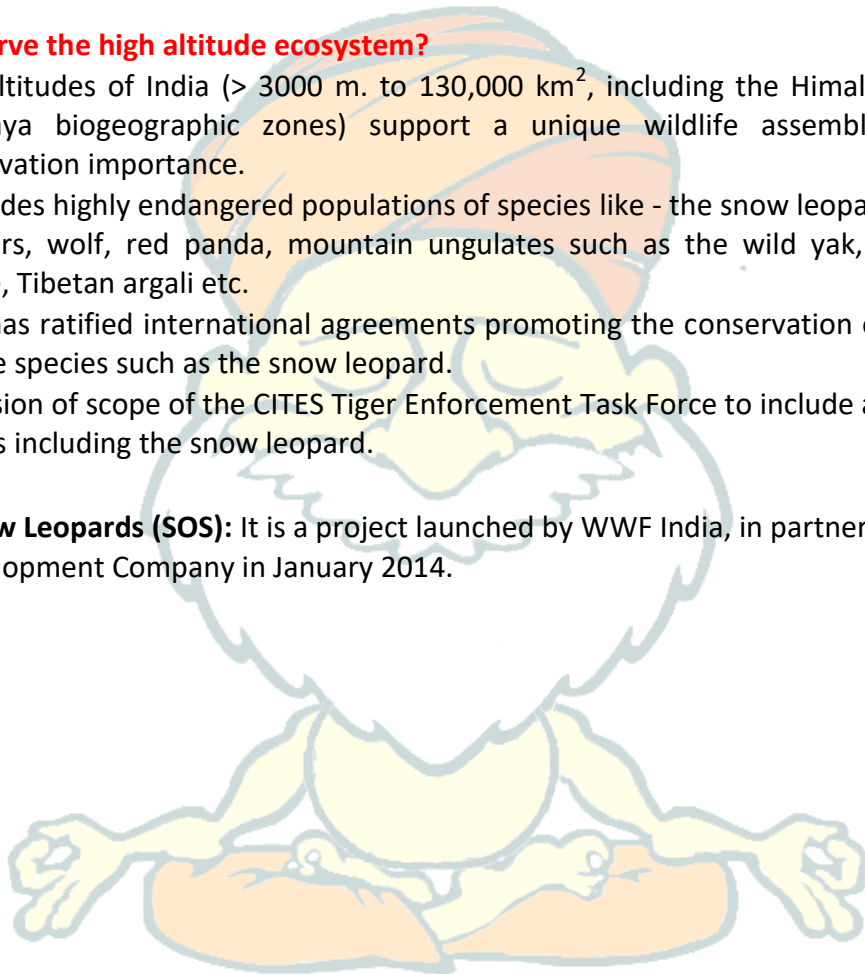 rve the high altitude ecosystem?
ltitudes of India (> 3000 m. to 130,000 km², including the Himal
ya biogeographic zones) support a unique wildlife assembl
vation importance.
des highly endangered populations of species like - the snow leopa
rs, wolf, red panda, mountain ungulates such as the wild yak,
, Tibetan argali etc.
as ratified international agreements promoting the conservation
e species such as the snow leopard.
sion of scope of the CITES Tiger Enforcement Task Force to include a
s including the snow leopard.
w Leopards (SOS): It is a project launched by WWF India, in partner
opment Company in January 2014.